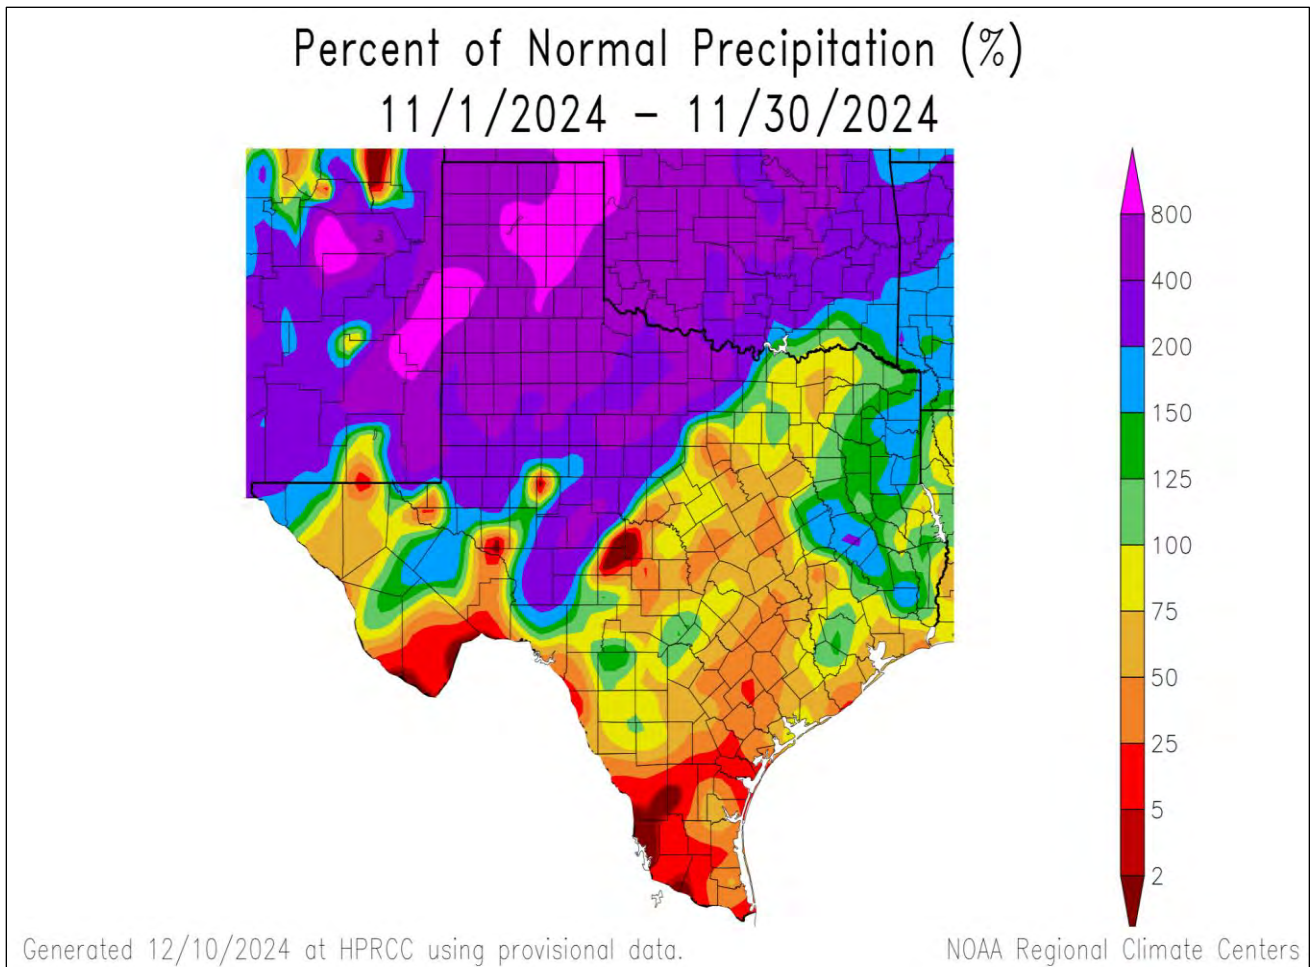 Percent of Normal Precipitation (%)
11/1/2024 – 11/30/2024
800
400
200
150
125
100
75
50
25
5
2
Generated 12/10/2024 at HPRCC using provisional data.
NOAA Regional Climate Centers